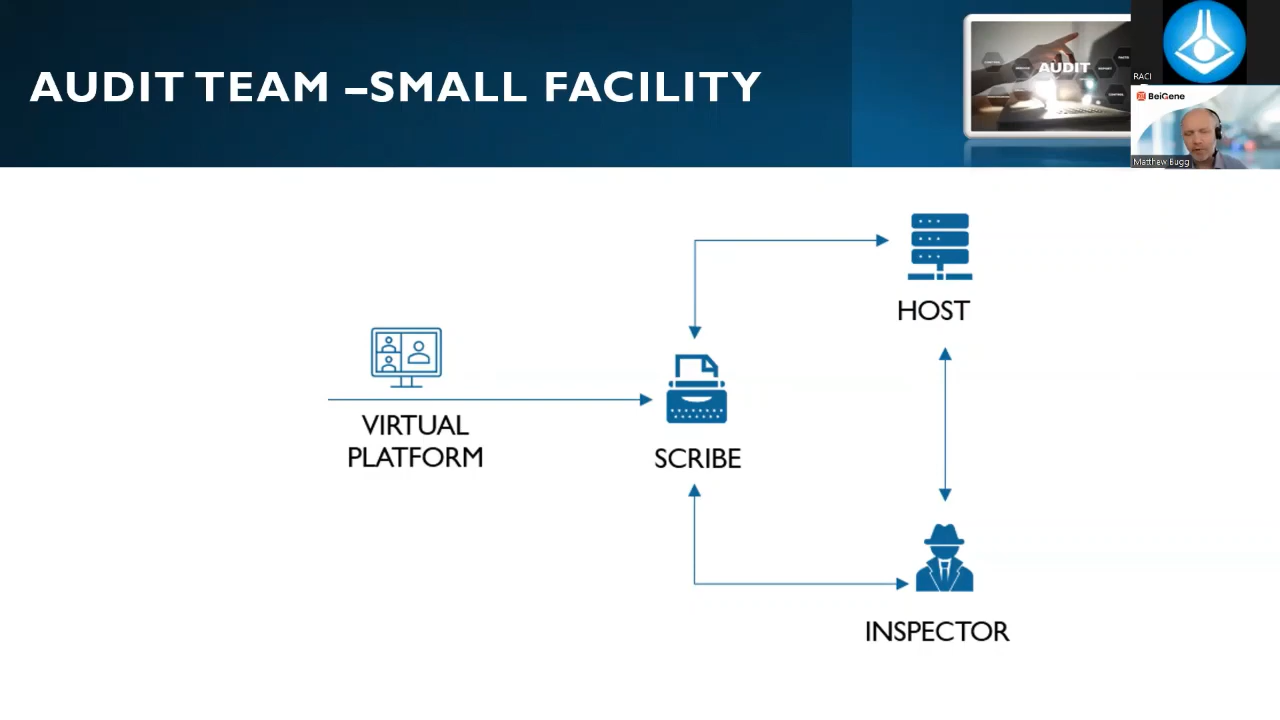 AUDIT TEAM –SMALL FACILITY
AUDIT
RACI
BeiGene
Matthew Bugg
HOST
VIRTUAL
PLATFORM
SCRIBE
INSPECTOR